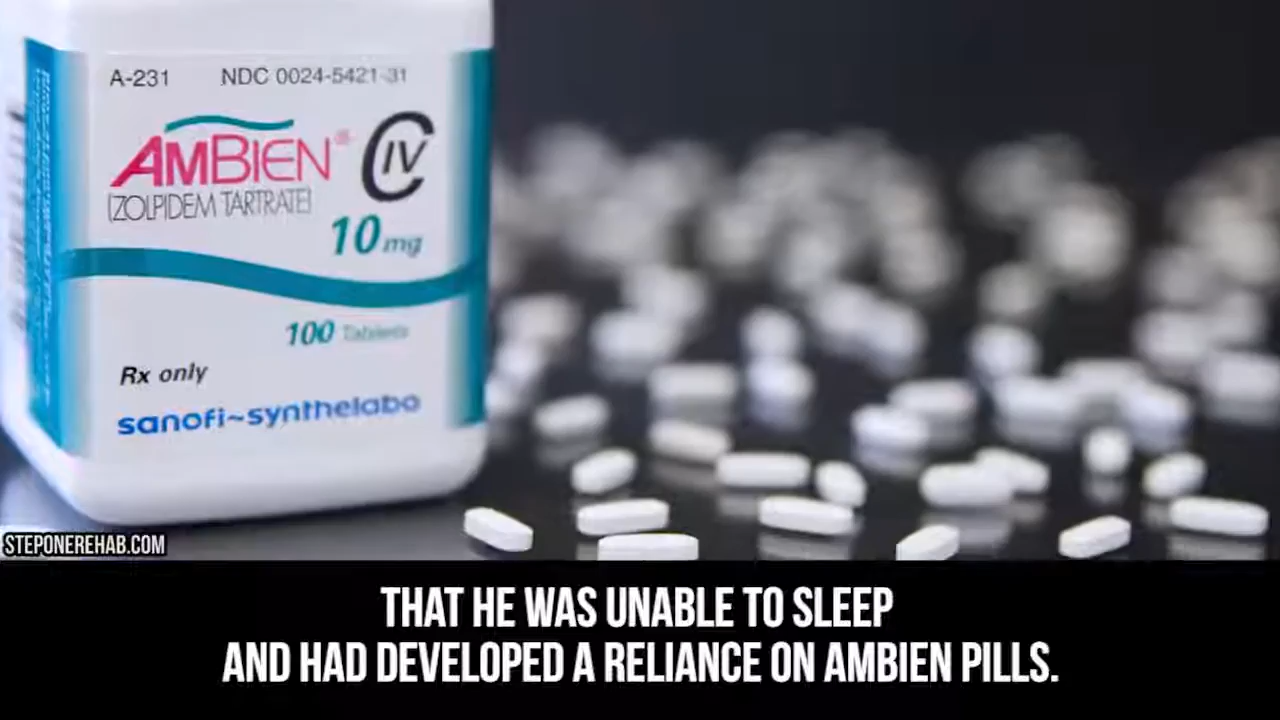 A-231 NDC 0024-5421-31
AMBIEN® CIV
[ZOLPIDEM TARTRATE]
10 mg
100 Tablets
Rx only
sanofi~synthelabo
STEPONEREHAB.COM
THAT HE WAS UNABLE TO SLEEP
AND HAD DEVELOPED A RELIANCE ON AMBIEN PILLS.